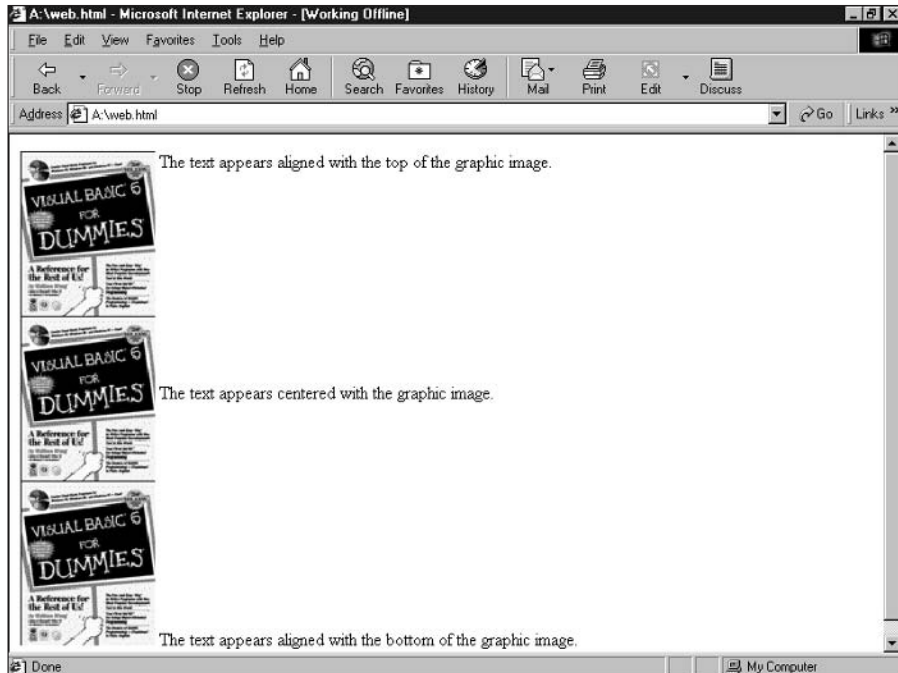 A:\web.html - Microsoft Internet Explorer - [Working Offline]
File Edit View Favorites Tools Help
Back Forward Stop Refresh Home Search Favorites History Mail Print Edit Discuss
Address A:\web.html Go Links »
The text appears aligned with the top of the graphic image.
VISUAL BASIC 6
FOR
DUMMIES
A Reference for
the Rest of Us!
The text appears centered with the graphic image.
VISUAL BASIC 6
FOR
DUMMIES
A Reference for
the Rest of Us!
VISUAL BASIC 6
FOR
DUMMIES
A Reference for
the Rest of Us!
The text appears aligned with the bottom of the graphic image.
Done My Computer